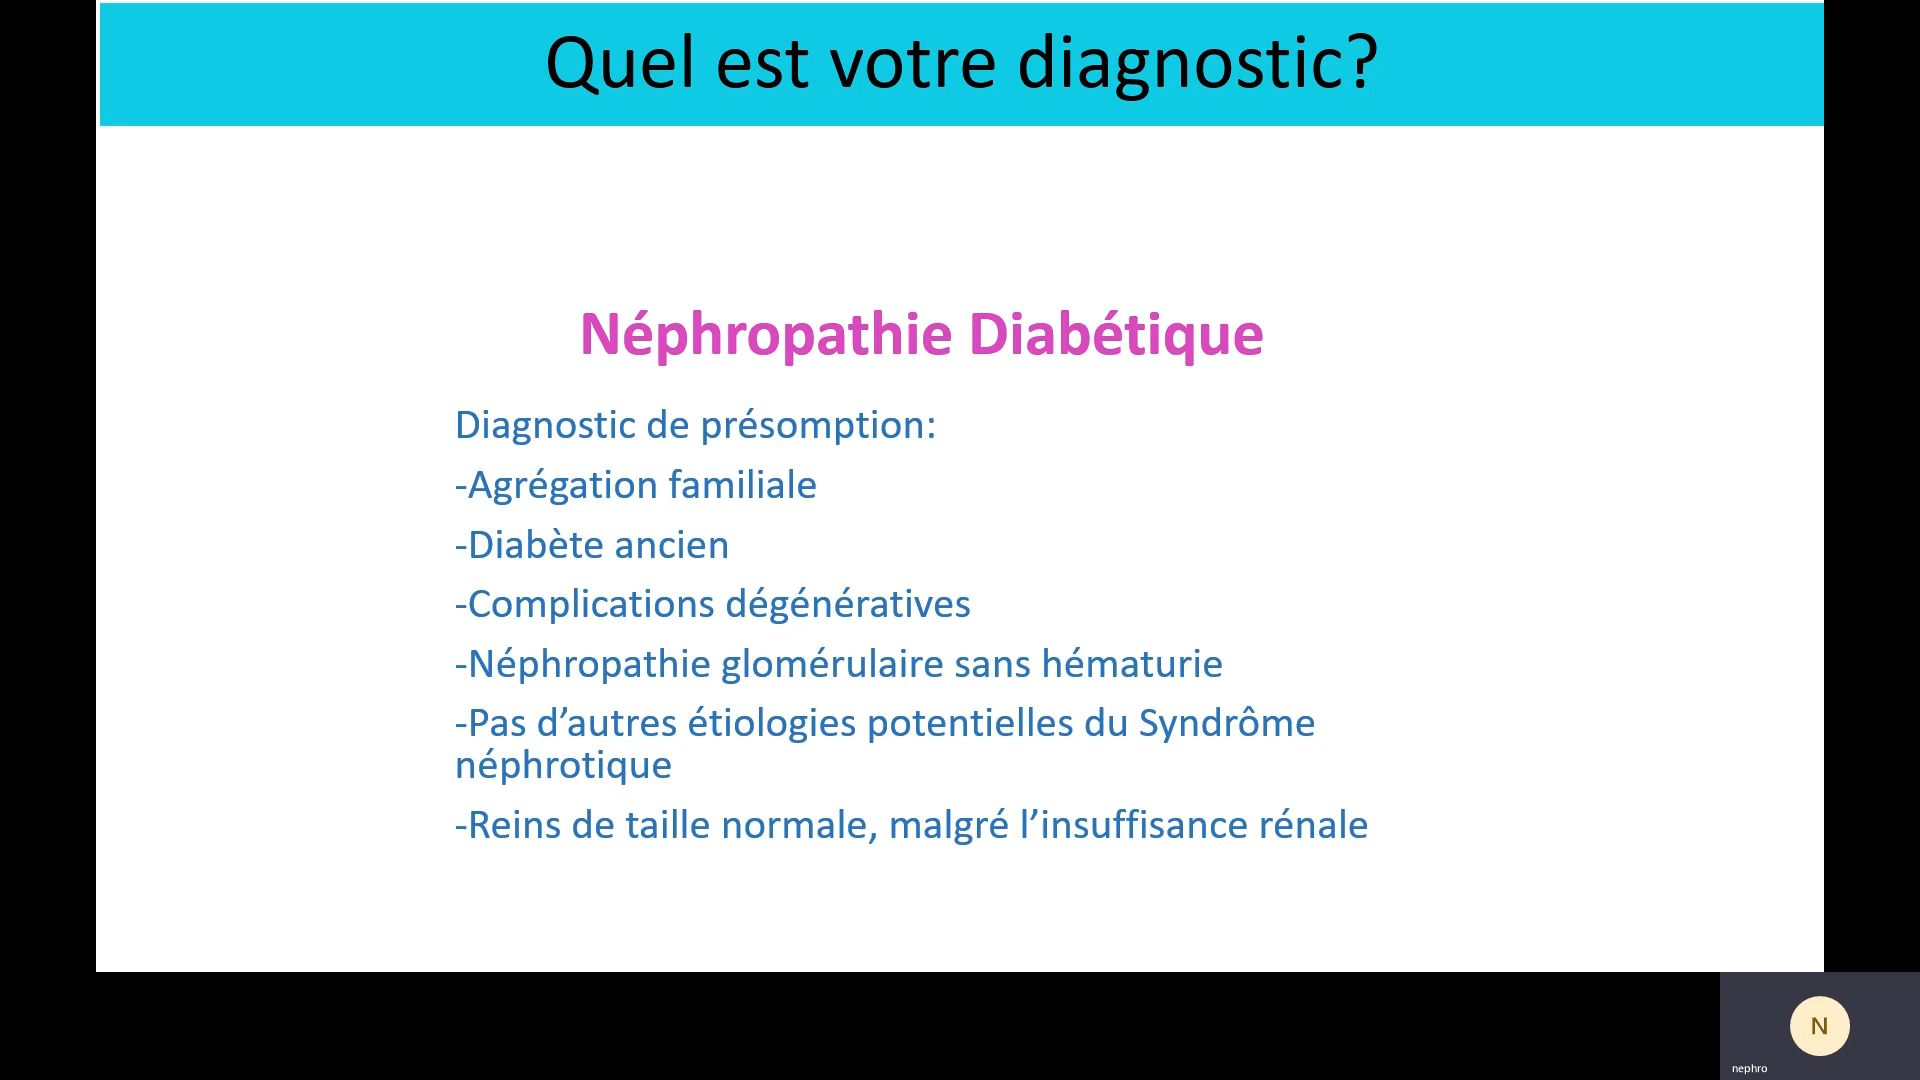 Quel est votre diagnostic?
Néphropathie Diabétique
Diagnostic de présomption:
-Agrégation familiale
-Diabète ancien
-Complications dégénératives
-Néphropathie glomérulaire sans hématurie
-Pas d’autres étiologies potentielles du Syndrôme
néphrotique
-Reins de taille normale, malgré l’insuffisance rénale
N
nephro